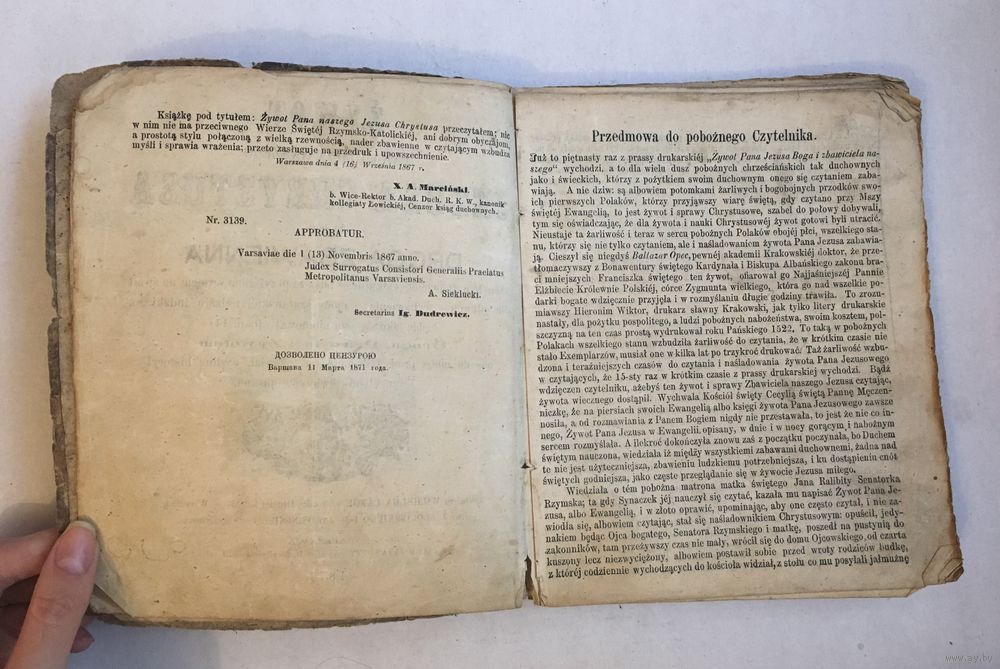 Książkę pod tytułem: Żywot Pana naszego Jezusa Chrystusa przeczytałem; nic
w nim nie ma przeciwnego Wierze Świętéj Rzymsko-Katolickiéj, ani dobrym obyczajom,
a prostotą stylu połączoną z wielką rzewnością, nader zbawienne w czytającym wzbudza
myśli i sprawia wrażenia; przeto zasługuje na przedruk i upowszechnienie.
Warszawa dnia 4 (16) Września 1867 r.
X. A. Marciński.
b. Wice-Rektor b. Akad. Duch. R. K. W., kanonik
kollegiaty Łowickiéj, Cenzor ksiąg duchownych.
Nr. 3139.
APPROBATUR.
Varsaviae die 1 (13) Novembris 1867 anno.
Judex Surrogatus Consistori Generaliis Praelatus
Metropolitanus Varsaviensis.
A. Sieklucki.
Secretarius Ig. Dudrewicz.
ДОЗВОЛЕНО ЦЕНЗУРОЮ
Варшава 11 Марта 1871 года.
Przedmowa do pobożnego Czytelnika.
Już to piętnasty raz z prassy drukarskiéj „Żywot Pana Jezusa Boga i zbawiciela na-
szego" wychodzi, a to dla wielu dusz pobożnych chrześciańskich tak duchownych
jako i świeckich, którzy z pożytkiem swoim duchownym onego się czytaniem zaba-
wiają. A nie dziw: są albowiem potomkami żarliwych i bogobojnych przodków swo-
ich pierwszych Polaków, którzy przyjąwszy wiarę świętą, gdy czytano przy Mszy
świętéj Ewangelią, to jest żywot i sprawy Chrystusowe, szabel do połowy dobywali,
tym się oświadczając, że dla żywota i nauki Chrystusowéj żywot gotowi byli utracić.
Nieustaje ta żarliwość i teraz w sercu pobożnych Polaków obojéj płci, wszelkiego sta-
nu, którzy się nie tylko czytaniem, ale i naśladowaniem żywota Pana Jezusa zabawia-
ją. Cieszył się niegdyś Baltazar Opec, pewnéj akademii Krakowskiéj doktor, że prze-
tłomaczywszy z Bonawentury świętego Kardynała i Biskupa Albańskiego zakonu bra-
ci mniejszych Franciszka świętego ten żywot, ofiarował go Najjaśniejszéj Pannie
Elżbiecie Królewnie Polskiéj, córce Zygmunta wielkiego, która go nad wszelkie po-
darki bogate wdzięcznie przyjęła i w rozmyślaniu długie godziny trawiła. To zrozu-
miawszy Hieronim Wiktor, drukarz sławny Krakowski, jak tylko litery drukarskie
nastały, dla pożytku pospolitego, a ludzi pobożnych nabożeństwa, swoim kosztem, pol-
szczyzną na ten czas prostą wydrukował roku Pańskiego 1522. To taką w pobożnych
Polakach wszelkiego stanu wzbudziła żarliwość do czytania, że w krótkim czasie nie
stało Exemplarzów, musiał one w kilka lat po trzykroć drukować. Taż żarliwość wzbu-
dzona i teraźniejszych czasów do czytania i naśladowania żywota Pana Jezusowego
w czytających, że 15-sty raz w krótkim czasie z prassy drukarskiéj wychodzi. Bądź
wdzięczen czytelniku, ażebyś ten żywot i sprawy Zbawiciela naszego Jezusa czytając,
żywota wiecznego dostąpił. Wychwala Kościół święty Cecylią świętą Pannę Męczen-
niczkę, że na piersiach swoich Ewangelią albo księgi żywota Pana Jezusowego zawsze
nosiła, a od rozmawiania z Panem Bogiem nigdy nie przestawała, to jest nie co in-
nego, Żywot Pana Jezusa w Ewangelii opisany, w dnie i w nocy gorącym i nabożnym
sercem rozmyślała. A ilekroć dokończyła znowu zaś z początku poczynała, bo Duchem
świętym nauczona, wiedziała iż między wszystkiemi zabawami duchownemi, żadna nad
te nie jest użyteczniejsza, zbawieniu ludzkiemu potrzebniejsza, i ku dostąpieniu cnót
świętych godniejsza, jako częste przeglądanie się w żywocie Jezusa miłego.
Wiedziała o tém pobożna matrona matka świętego Jana Ralibity Senatorka
Rzymska; ta gdy Synaczek jéj nauczył się czytać, kazała mu napisać Żywot Pana Je-
zusa, albo Ewangelią, i w złoto oprawić, upominając, aby one często czytał, i nie za-
wiodła się, albowiem czytając, stał się naśladownikiem Chrystusowym: opuścił, jedy-
nakiem będąc Ojca bogatego, Senatora Rzymskiego i matkę, poszedł na pustynią do
zakonników, tam przeżywszy czas nie mały, wrócił się do domu Ojcowskiego, od czarta
kuszony lecz niezwyciężony, albowiem postawił sobie przed wroty rodziców budkę,
z któréj codziennie wychodzących do kościoła widział, z stołu co mu posyłali jałmużnę
www.ay.by